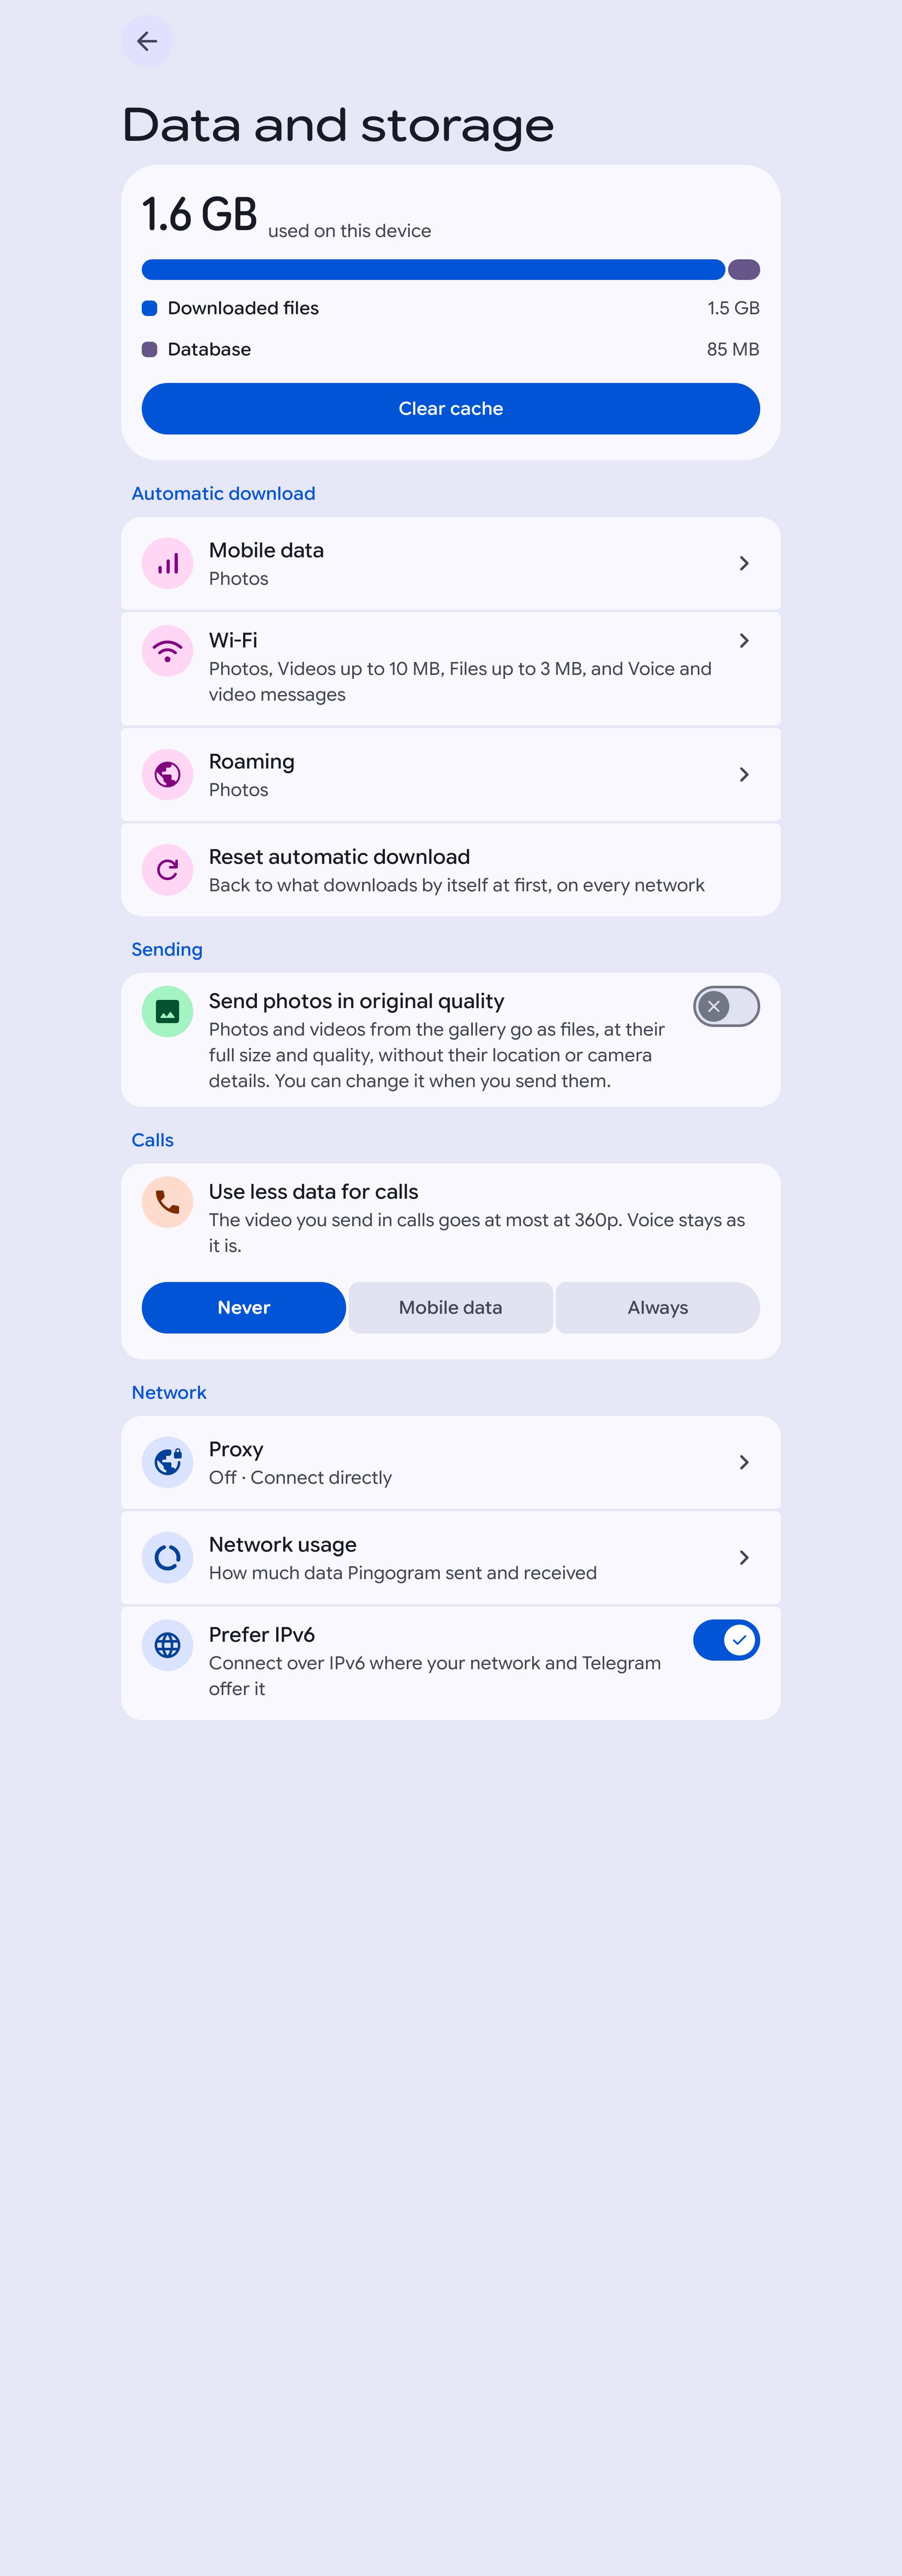 Data and storage
1.6 GB used on this device
Downloaded files 1.5 GB
Database 85 MB
Clear cache
Automatic download
Mobile data
Photos
Wi-Fi
Photos, Videos up to 10 MB, Files up to 3 MB, and Voice and
video messages
Roaming
Photos
Reset automatic download
Back to what downloads by itself at first, on every network
Sending
Send photos in original quality
Photos and videos from the gallery go as files, at their
full size and quality, without their location or camera
details. You can change it when you send them.
Calls
Use less data for calls
The video you send in calls goes at most at 360p. Voice stays as
it is.
Never Mobile data Always
Network
Proxy
Off · Connect directly
Network usage
How much data Pingogram sent and received
Prefer IPv6
Connect over IPv6 where your network and Telegram
offer it